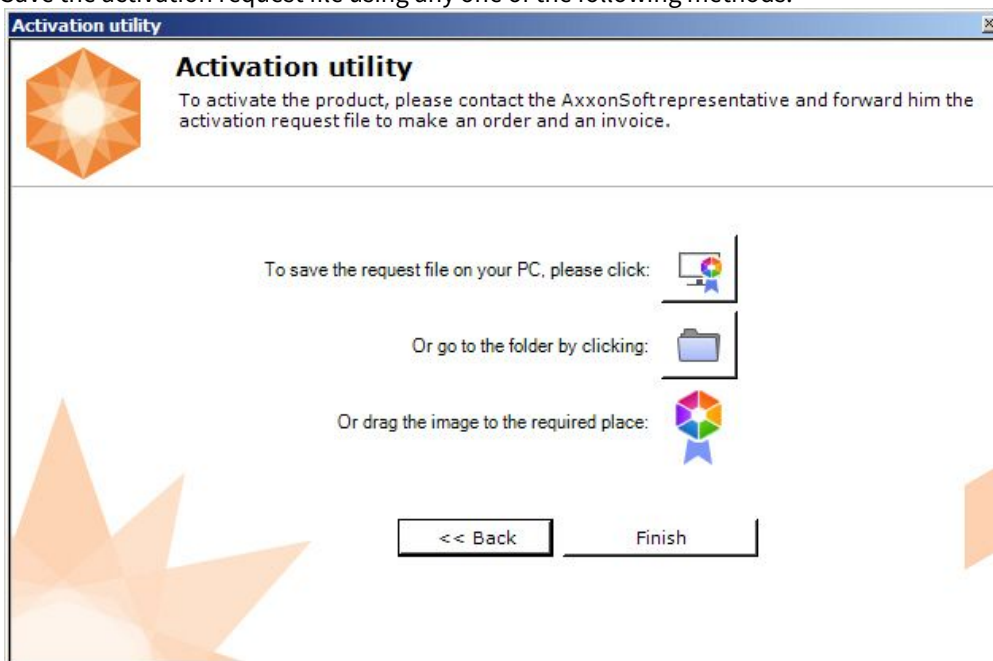 Save the activation request file using any one of the following methods:
Activation utility
Activation utility
To activate the product, please contact the AxxonSoft representative and forward him the
activation request file to make an order and an invoice.
To save the request file on your PC, please click:
Or go to the folder by clicking:
Or drag the image to the required place:
<< Back
Finish